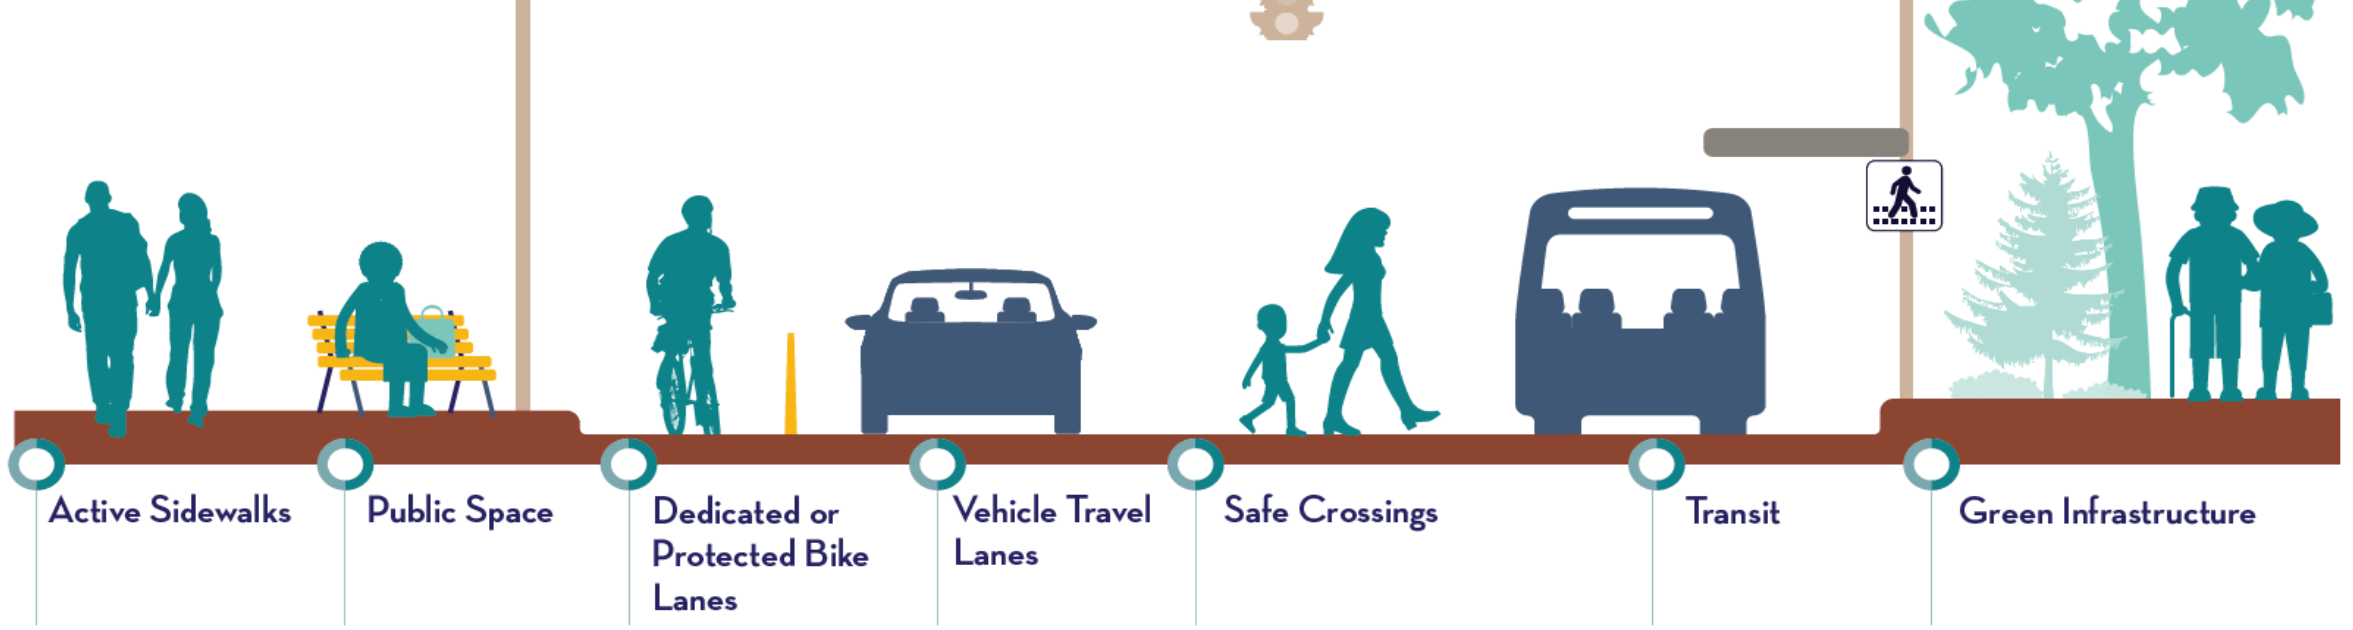 Active Sidewalks
Public Space
Dedicated or
Protected Bike
Lanes
Vehicle Travel
Lanes
Safe Crossings
Transit
Green Infrastructure